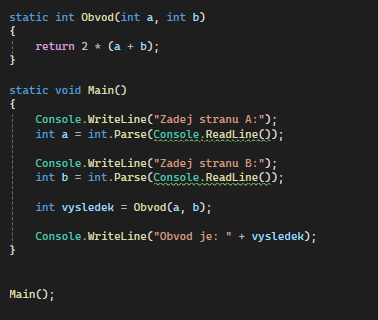 static int Obvod(int a, int b)
{
    return 2 * (a + b);
}
static void Main()
{
    Console.WriteLine("Zadej stranu A:");
    int a = int.Parse(Console.ReadLine());
    Console.WriteLine("Zadej stranu B:");
    int b = int.Parse(Console.ReadLine());
    int vysledek = Obvod(a, b);
    Console.WriteLine("Obvod je: " + vysledek);
}
Main();